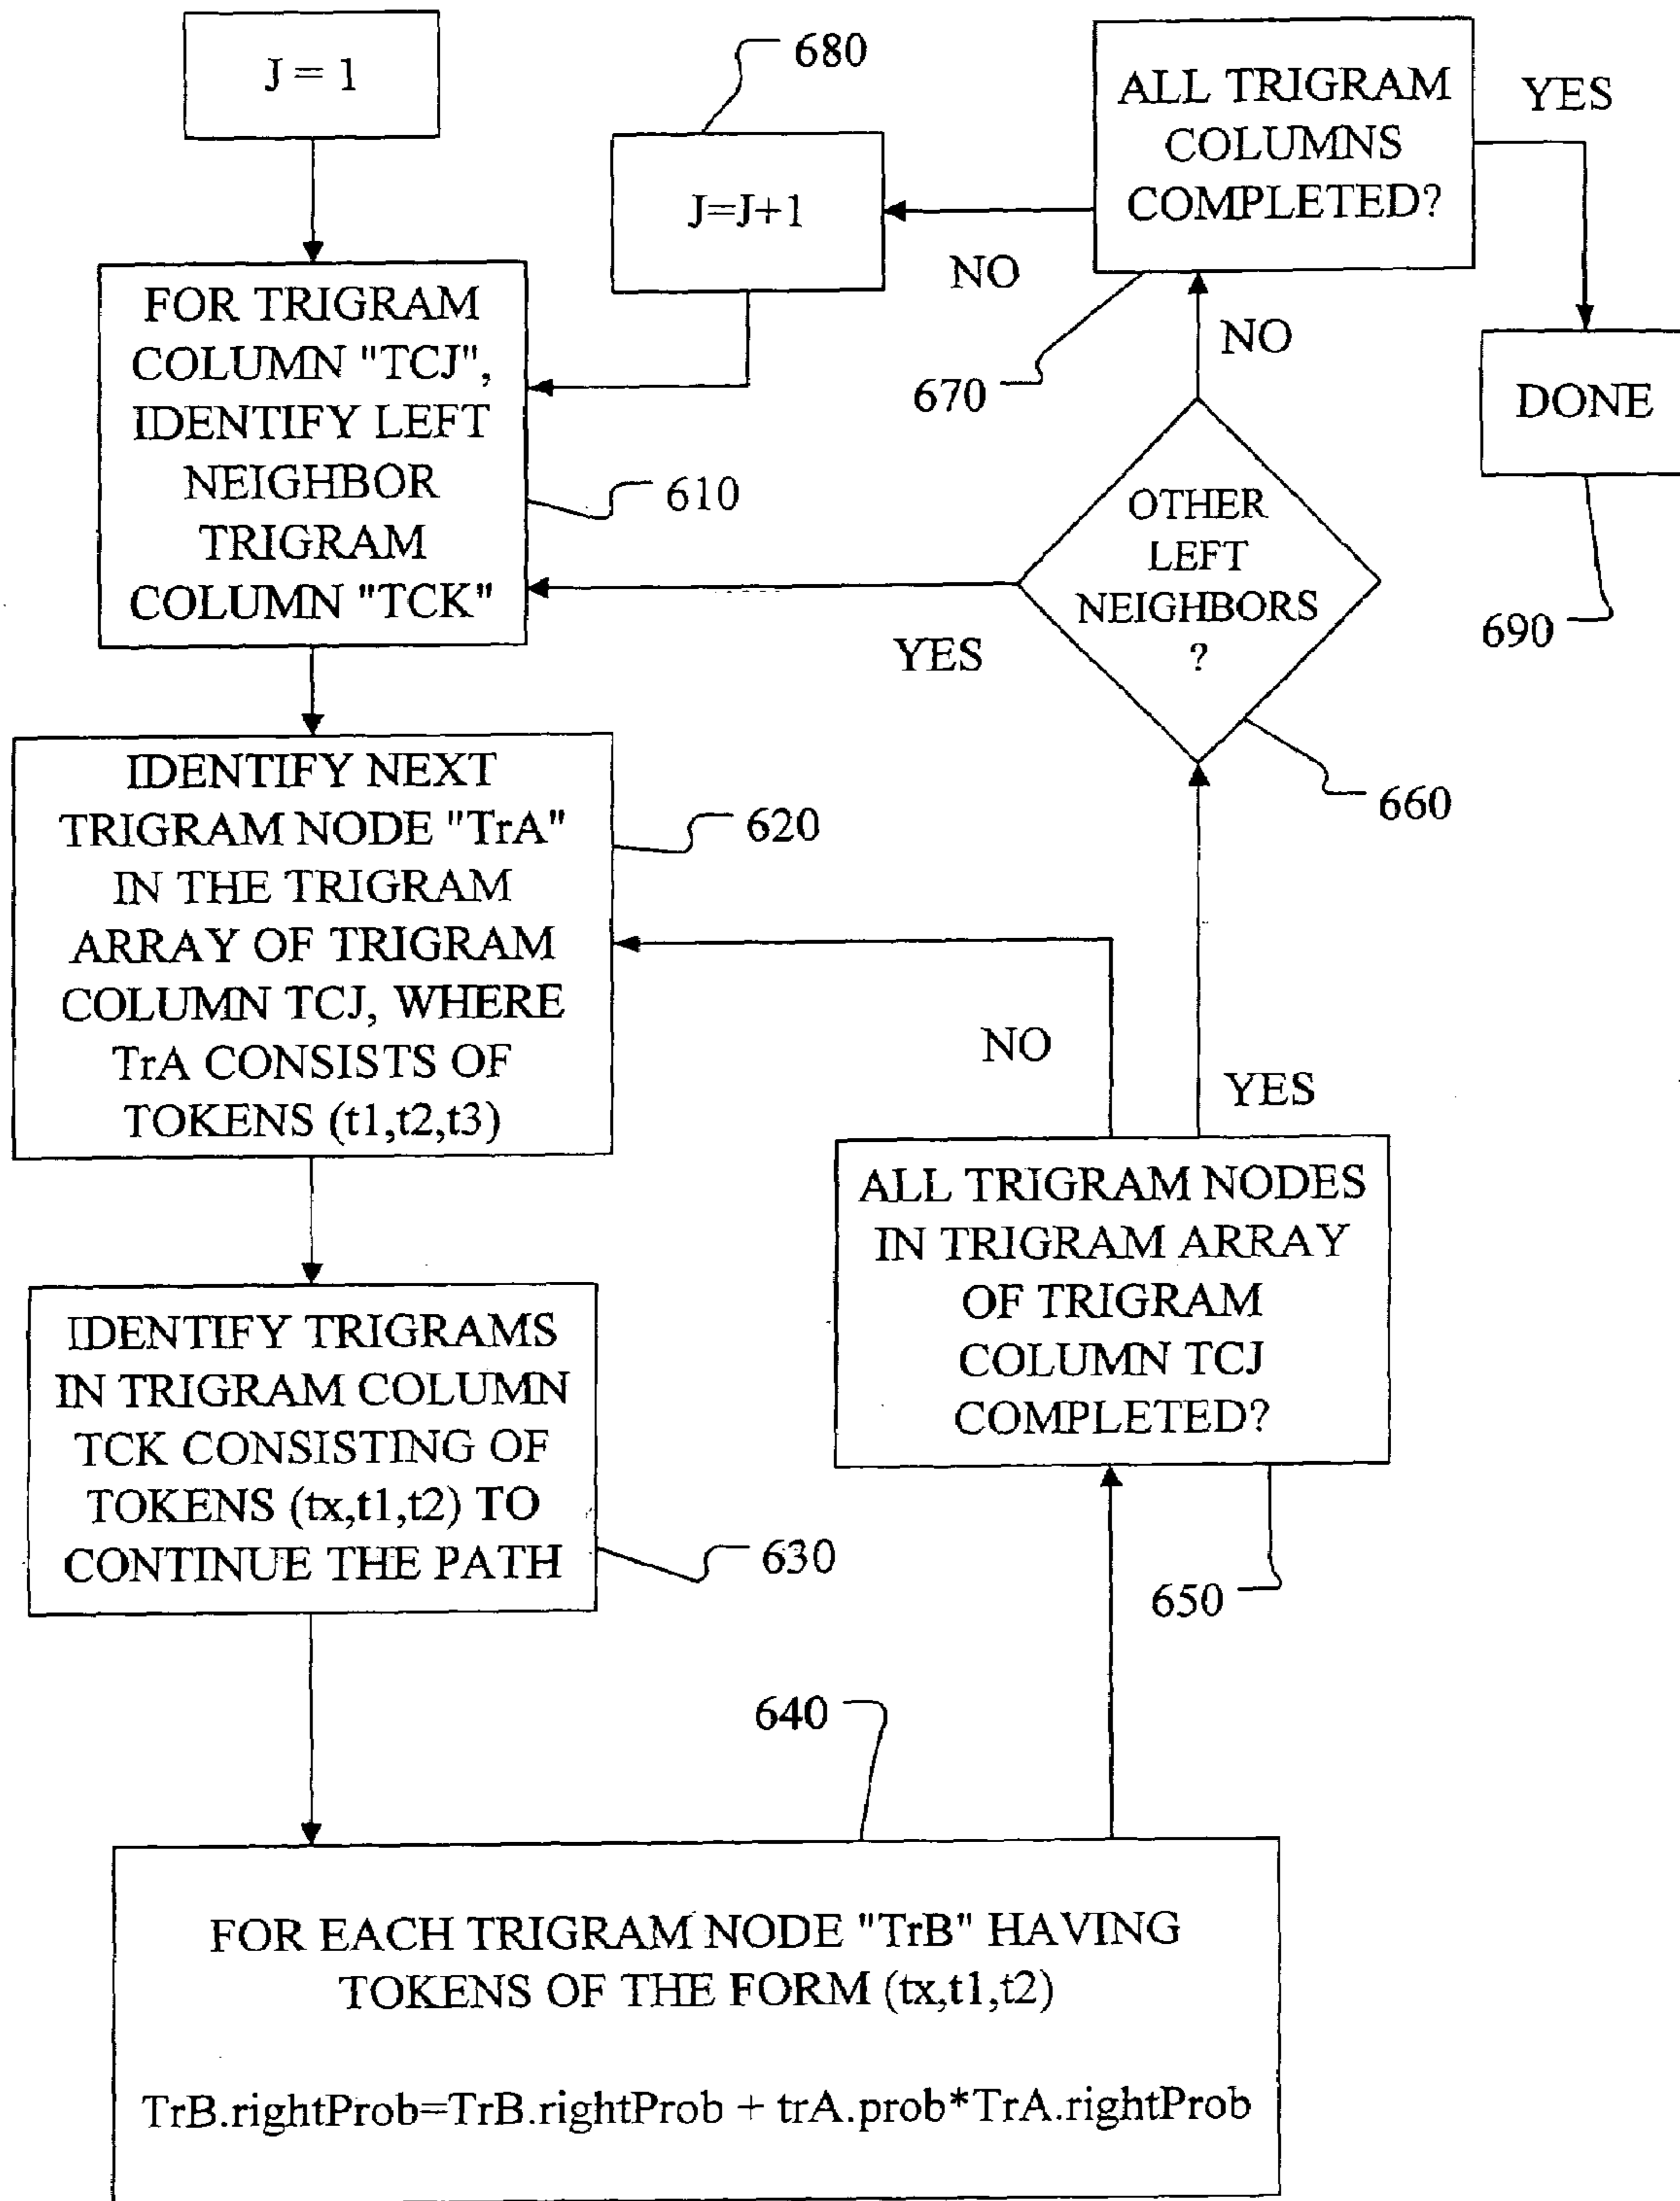 J = 1
680
ALL TRIGRAM
COLUMNS
COMPLETED?
YES
J=J+1
NO
FOR TRIGRAM
COLUMN "TCJ",
IDENTIFY LEFT
NEIGHBOR
TRIGRAM
COLUMN "TCK"
610
670
NO
DONE
690
OTHER
LEFT
NEIGHBORS
?
YES
660
IDENTIFY NEXT
TRIGRAM NODE "TrA"
IN THE TRIGRAM
ARRAY OF TRIGRAM
COLUMN TCJ, WHERE
TrA CONSISTS OF
TOKENS (t1,t2,t3)
620
NO
YES
ALL TRIGRAM NODES
IN TRIGRAM ARRAY
OF TRIGRAM
COLUMN TCJ
COMPLETED?
650
IDENTIFY TRIGRAMS
IN TRIGRAM COLUMN
TCK CONSISTING OF
TOKENS (tx,t1,t2) TO
CONTINUE THE PATH
630
640
FOR EACH TRIGRAM NODE "TrB" HAVING
TOKENS OF THE FORM (tx,t1,t2)
TrB.rightProb=TrB.rightProb + trA.prob*TrA.rightProb